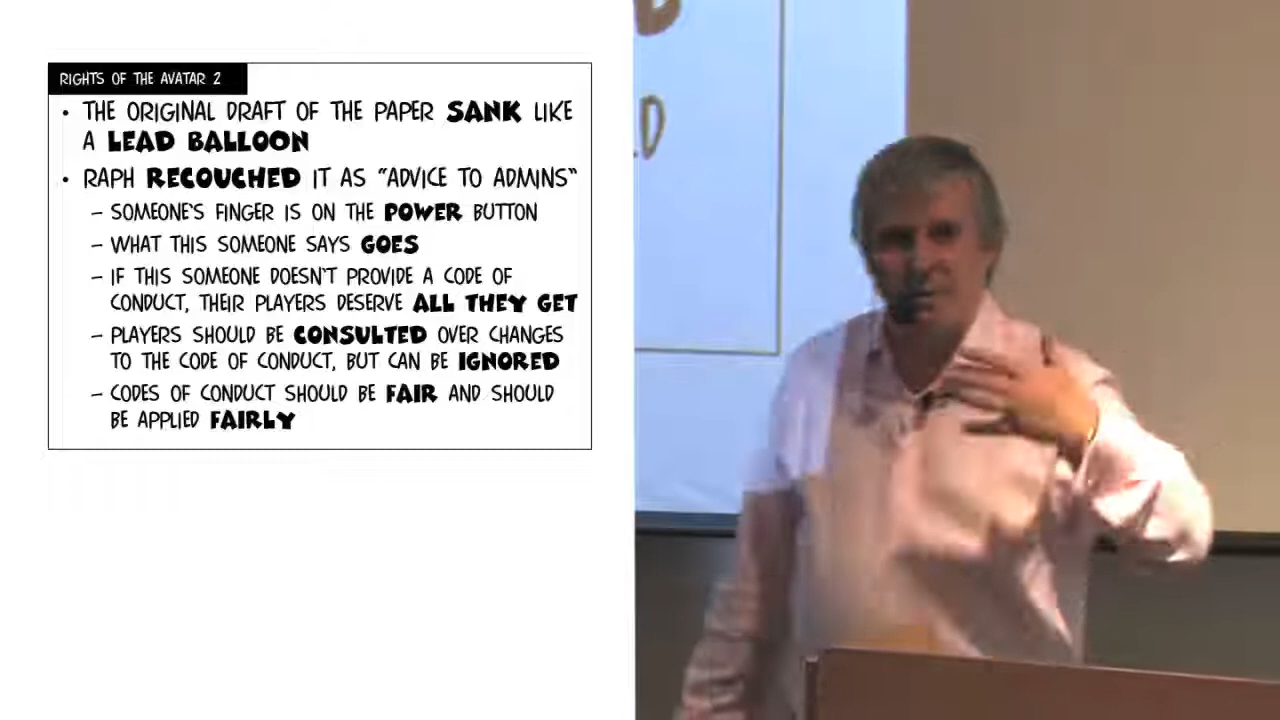 RIGHTS OF THE AVATAR 2
• THE ORIGINAL DRAFT OF THE PAPER SANK LIKE
A LEAD BALLOON
• RAPH RECOUCHED IT AS "ADVICE TO ADMINS"
– SOMEONE'S FINGER IS ON THE POWER BUTTON
– WHAT THIS SOMEONE SAYS GOES
– IF THIS SOMEONE DOESN'T PROVIDE A CODE OF
CONDUCT, THEIR PLAYERS DESERVE ALL THEY GET
– PLAYERS SHOULD BE CONSULTED OVER CHANGES
TO THE CODE OF CONDUCT, BUT CAN BE IGNORED
– CODES OF CONDUCT SHOULD BE FAIR AND SHOULD
BE APPLIED FAIRLY